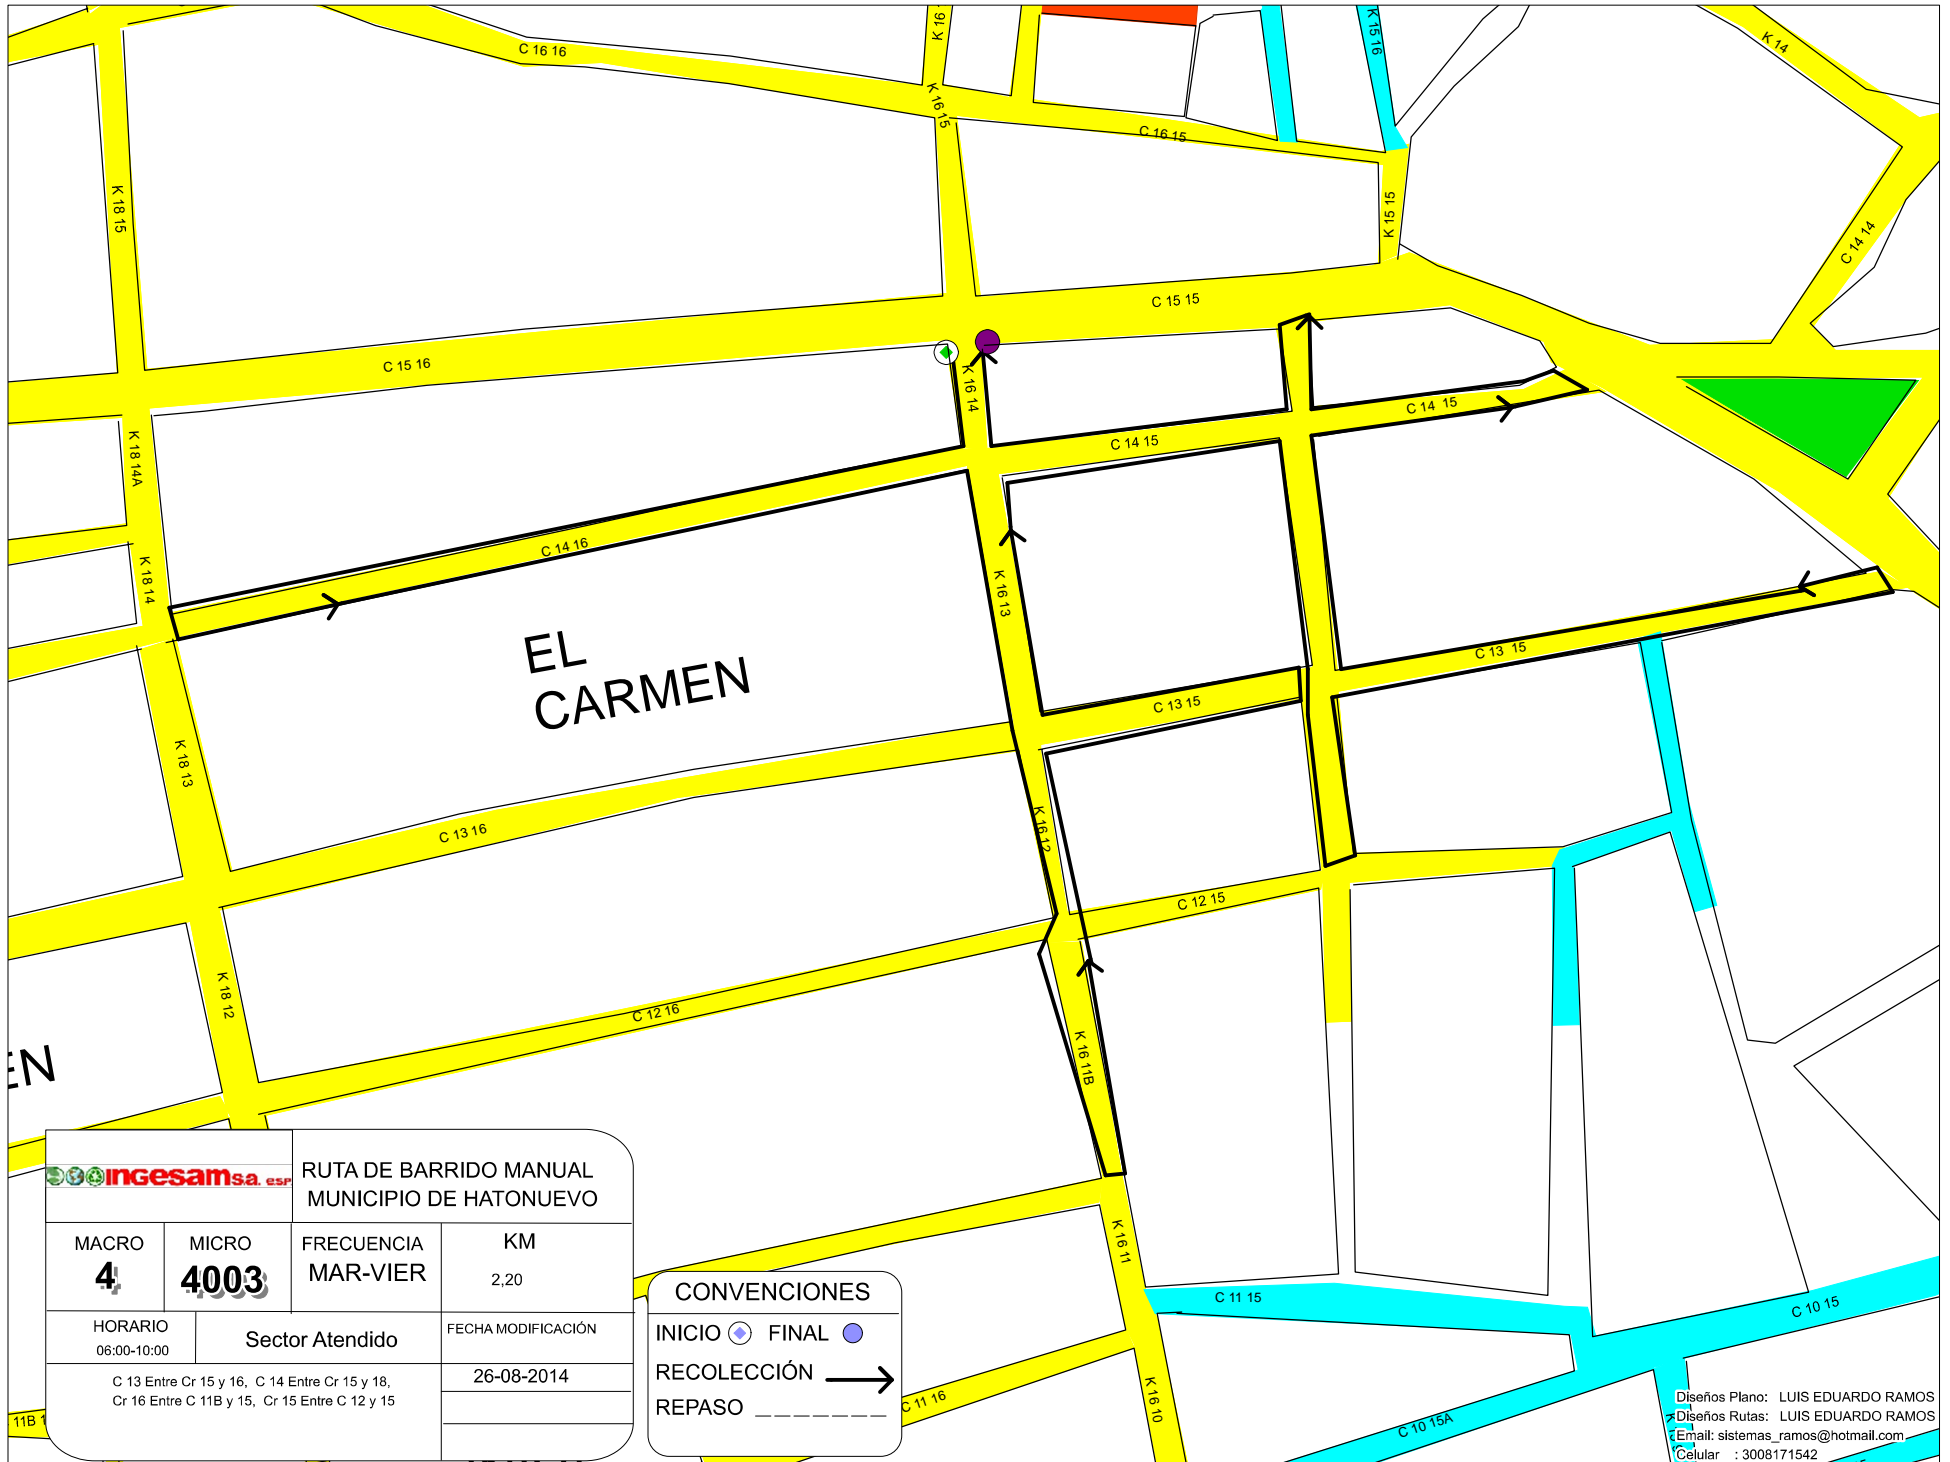 K 16
K 15 16
K 14
C 16 16
K 16 15
C 16 15
K 18 15
K 15 15
C 14 14
C 15 15
C 15 16
K 16 14
C 14 15
C 14 15
K 18 14A
C 14 16
K 18 14
K 16 13
EL
CARMEN
C 13 15
C 13 15
K 18 13
C 13 16
K 16 12
C 12 15
K 18 12
C 12 16
EN
K 16 11B
K 16 11
C 11 15
C 10 15
C 11 16
K 16 10
C 10 15A
11B 1
INGESAM S.A. ESP
RUTA DE BARRIDO MANUAL
MUNICIPIO DE HATONUEVO
MACRO
4
MICRO
4003
FRECUENCIA
MAR-VIER
KM
2,20
HORARIO
06:00-10:00
Sector Atendido
FECHA MODIFICACIÓN
26-08-2014
C 13 Entre Cr 15 y 16, C 14 Entre Cr 15 y 18,
Cr 16 Entre C 11B y 15, Cr 15 Entre C 12 y 15
CONVENCIONES
INICIO FINAL
RECOLECCIÓN
REPASO
Diseños Plano: LUIS EDUARDO RAMOS
Diseños Rutas: LUIS EDUARDO RAMOS
Email: sistemas_ramos@hotmail.com
Celular : 3008171542